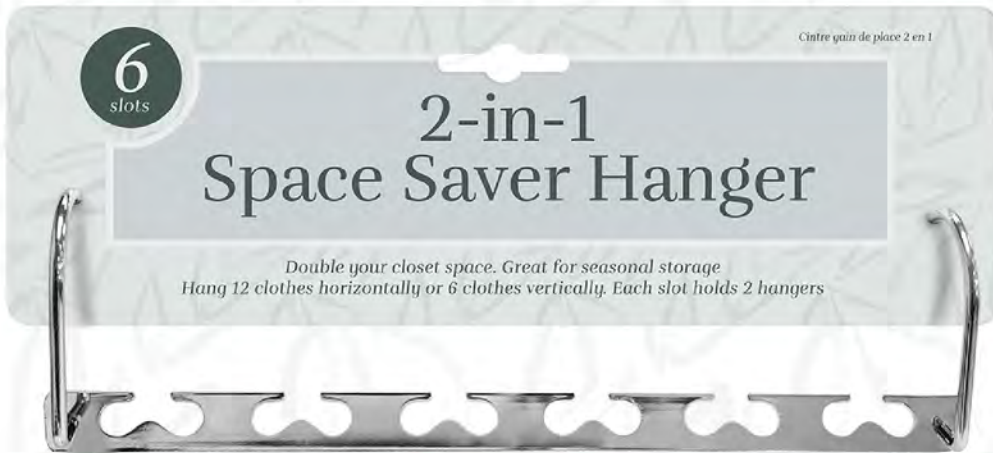 Cintre gain de place 2 en 1
6
slots
2-in-1
Space Saver Hanger
Double your closet space. Great for seasonal storage
Hang 12 clothes horizontally or 6 clothes vertically. Each slot holds 2 hangers